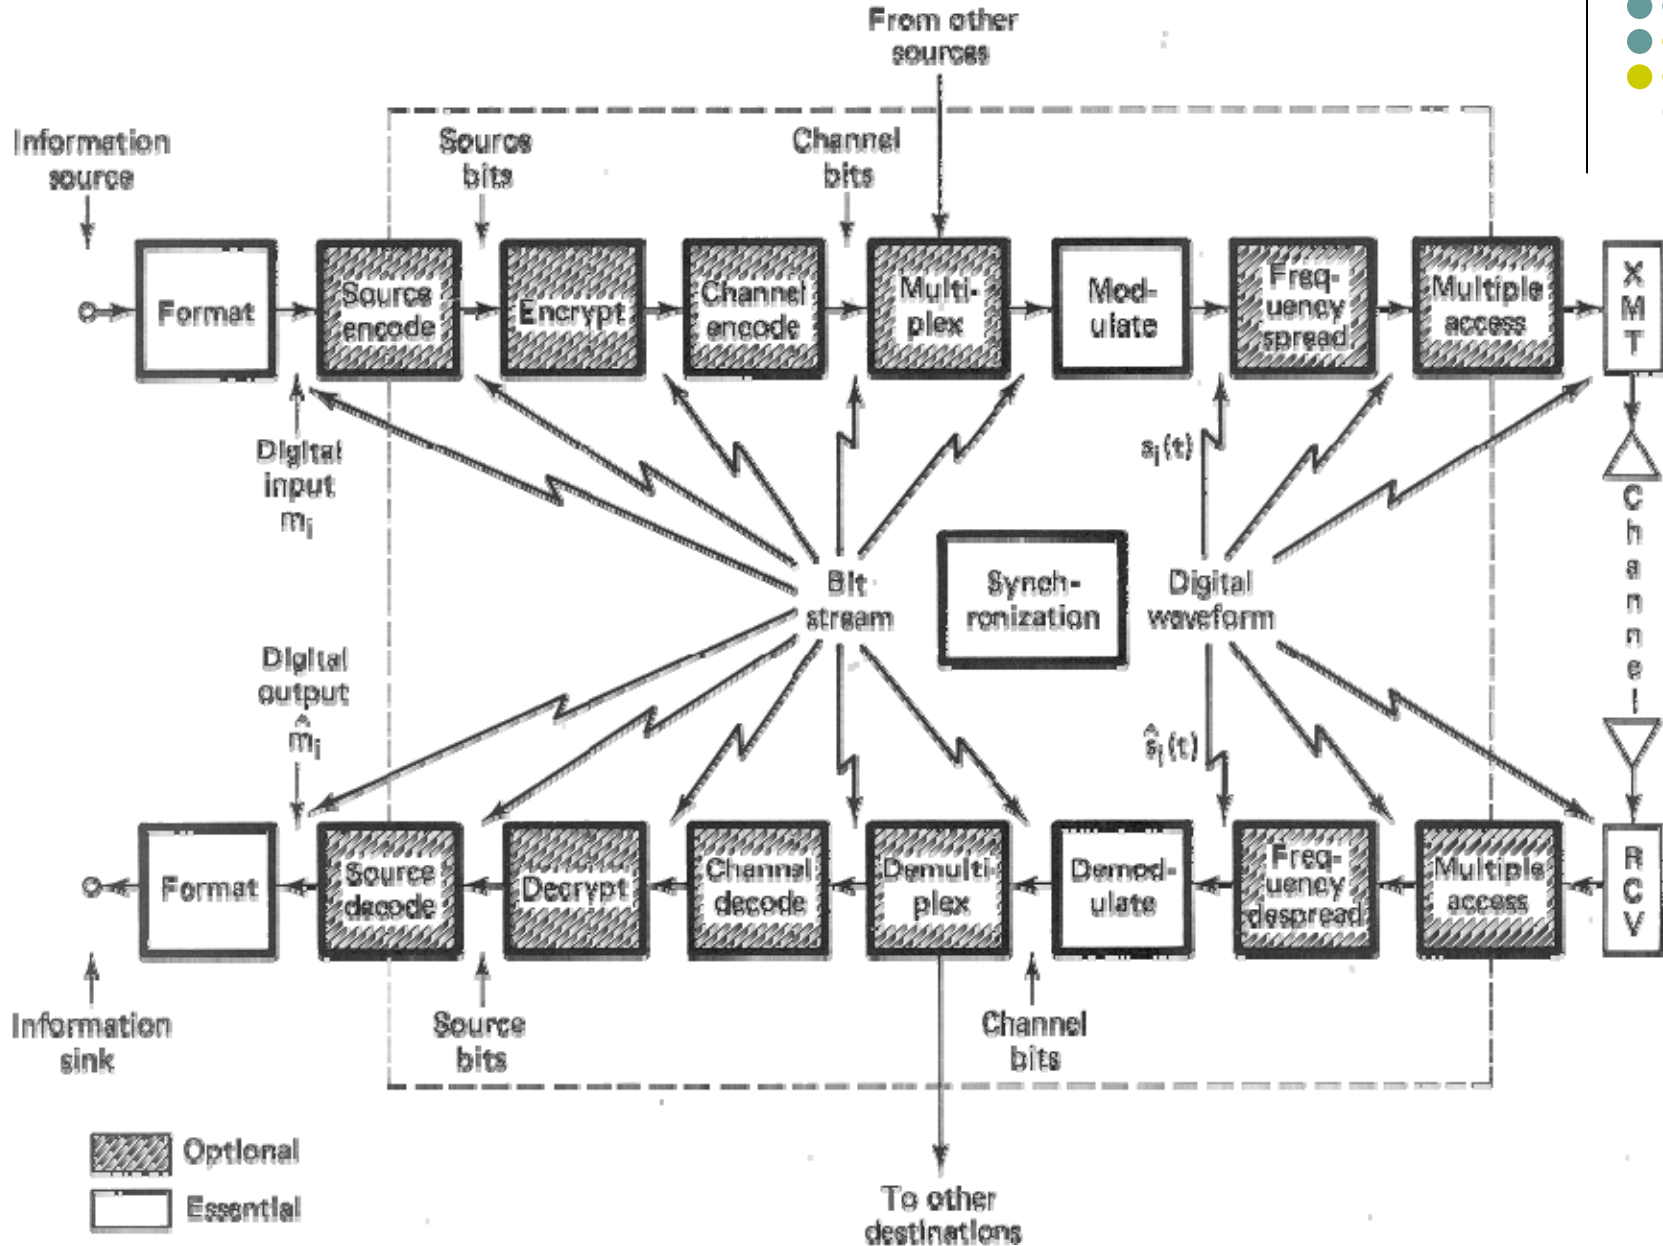 From other
sources
Information
source
Source
bits
Channel
bits
Format
Source
encode
Encrypt
Channel
encode
Multi-
plex
Mod-
ulate
Freq-
uency
spread
Multiple
access
X
M
T
Digital
input
mᵢ
sᵢ(t)
Bit
stream
Synch-
ronization
Digital
waveform
C
h
a
n
n
e
l
Digital
output
m̂ᵢ
ŝᵢ(t)
Format
Source
decode
Decrypt
Channel
decode
Demulti-
plex
Demod-
ulate
Freq-
uency
despread
Multiple
access
R
C
V
Information
sink
Source
bits
Channel
bits
Optional
Essential
To other
destinations